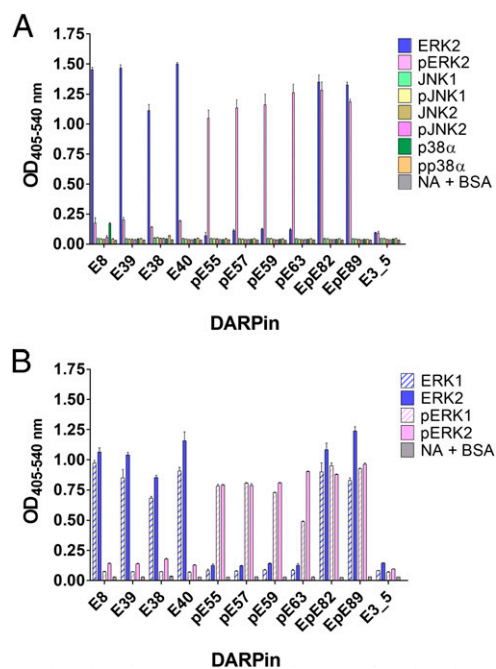 A
OD405-540 nm
1.75
1.50
1.25
1.00
0.75
0.50
0.25
0.00
E8
E39
E38
E40
pE55
pE57
pE59
pE63
EpE82
EpE89
E3_5
DARPin
ERK2
pERK2
JNK1
pJNK1
JNK2
pJNK2
p38α
pp38α
NA + BSA
B
OD405-540 nm
1.75
1.50
1.25
1.00
0.75
0.50
0.25
0.00
E8
E39
E38
E40
pE55
pE57
pE59
pE63
EpE82
EpE89
E3_5
DARPin
ERK1
ERK2
pERK1
pERK2
NA + BSA